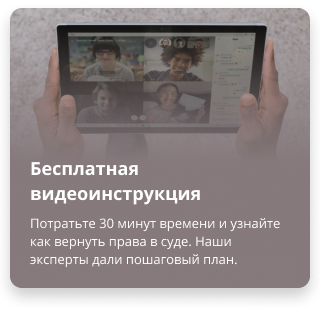 Бесплатная
видеоинструкция
Потратьте 30 минут времени и узнайте
как вернуть права в суде. Наши
эксперты дали пошаговый план.